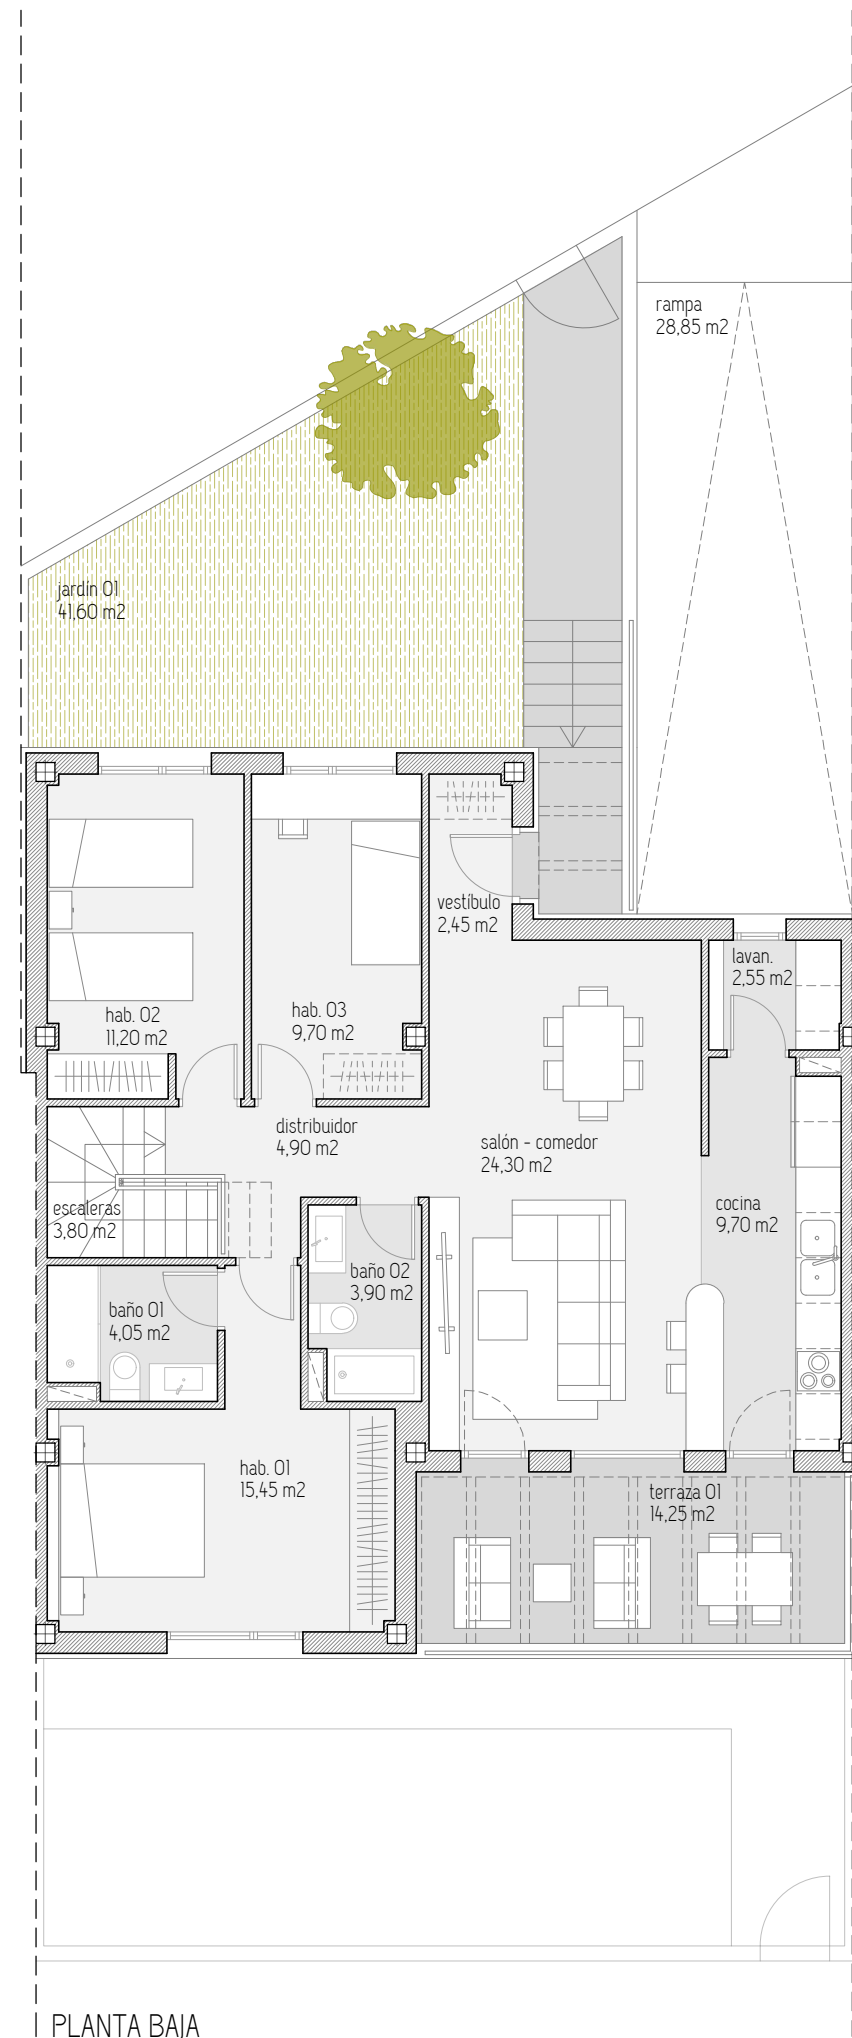 rampa
28,85 m2
jardín 01
41,60 m2
vestíbulo
2,45 m2
lavan.
2,55 m2
hab. 02
11,20 m2
hab. 03
9,70 m2
distribuidor
4,90 m2
salón - comedor
24,30 m2
escaleras
3,80 m2
cocina
9,70 m2
baño 02
3,90 m2
baño 01
4,05 m2
hab. 01
15,45 m2
terraza 01
14,25 m2
PLANTA BAJA